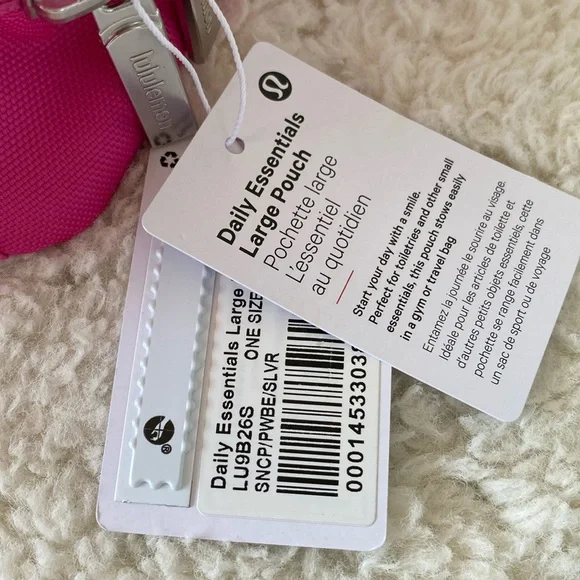 lululemon
Daily Essentials
Large Pouch
Pochette large
L'essentiel
au quotidien
Start your day with a smile.
Perfect for toiletries and other small
essentials, this pouch stows easily
in a gym or travel bag
Entamez la journée le sourire au visage.
Idéale pour les articles de toilette et
d'autres petits objets essentiels, cette
pochette se range facilement dans
un sac de sport ou de voyage
Daily Essentials Large
LU9B26S
ONE SIZE
SNCP/PWBE/SLVR
0001453303